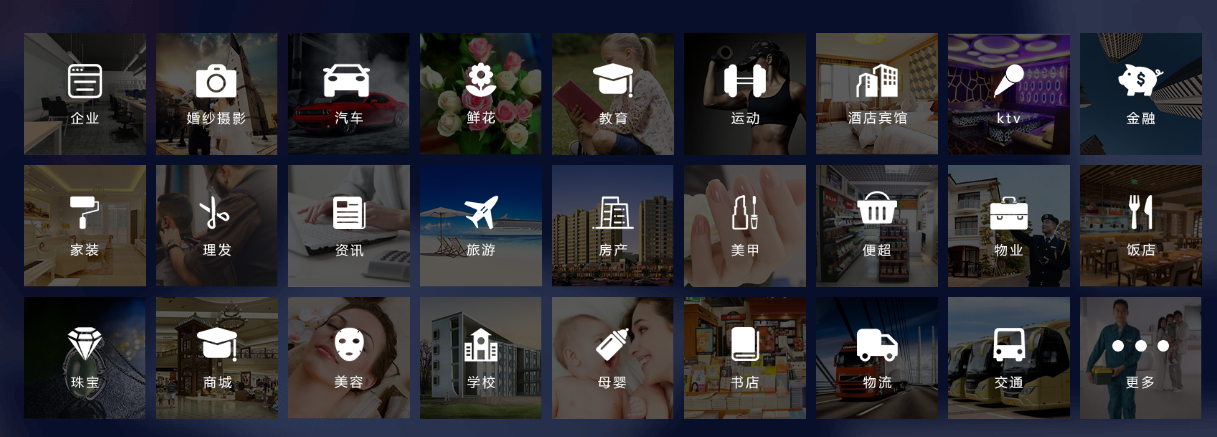 企业
婚纱摄影
汽车
鲜花
教育
运动
酒店宾馆
ktv
金融
家装
理发
资讯
旅游
房产
美甲
便超
物业
饭店
珠宝
商城
美容
学校
母婴
书店
物流
交通
更多